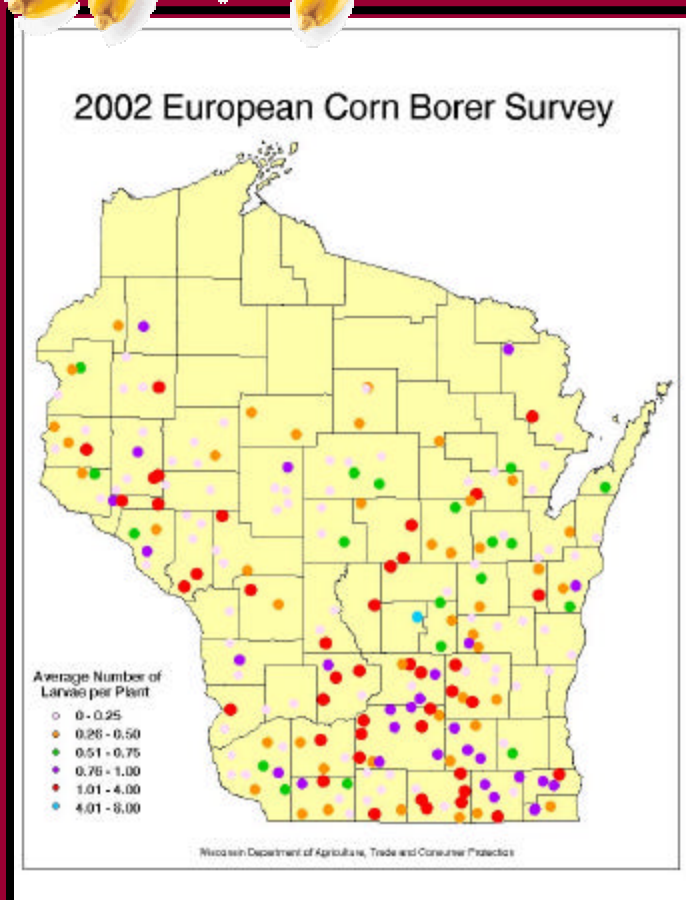 2002 European Corn Borer Survey
Average Number of
Larvae per Plant
0 - 0.25
0.26 - 0.50
0.51 - 0.75
0.76 - 1.00
1.01 - 4.00
4.01 - 8.00
Wisconsin Department of Agriculture, Trade and Consumer Protection